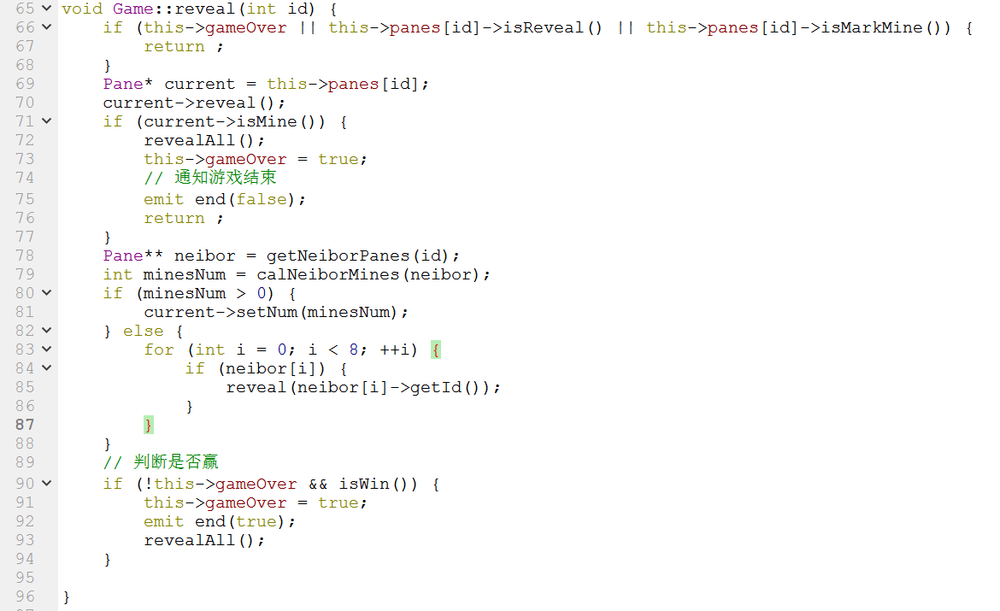 65 void Game::reveal(int id) {
66     if (this->gameOver || this->panes[id]->isReveal() || this->panes[id]->isMarkMine()) {
67         return ;
68     }
69     Pane* current = this->panes[id];
70     current->reveal();
71     if (current->isMine()) {
72         revealAll();
73         this->gameOver = true;
74         // 通知游戏结束
75         emit end(false);
76         return ;
77     }
78     Pane** neibor = getNeiborPanes(id);
79     int minesNum = calNeiborMines(neibor);
80     if (minesNum > 0) {
81         current->setNum(minesNum);
82     } else {
83         for (int i = 0; i < 8; ++i) {
84             if (neibor[i]) {
85                 reveal(neibor[i]->getId());
86             }
87         }
88     }
89     // 判断是否赢
90     if (!this->gameOver && isWin()) {
91         this->gameOver = true;
92         emit end(true);
93         revealAll();
94     }
95
96 }